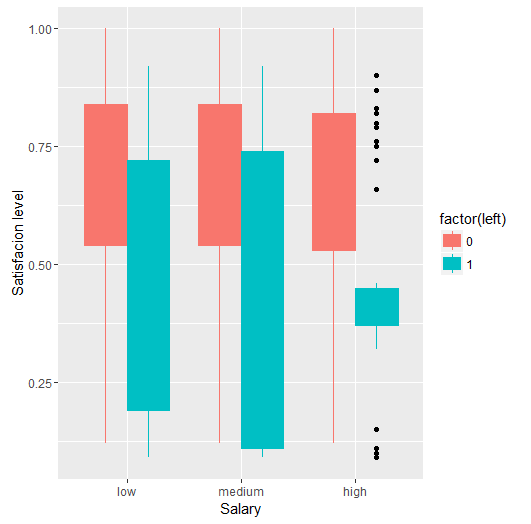 1.00
0.75
0.50
0.25
Satisfacion level
low medium high
Salary
factor(left)
0
1